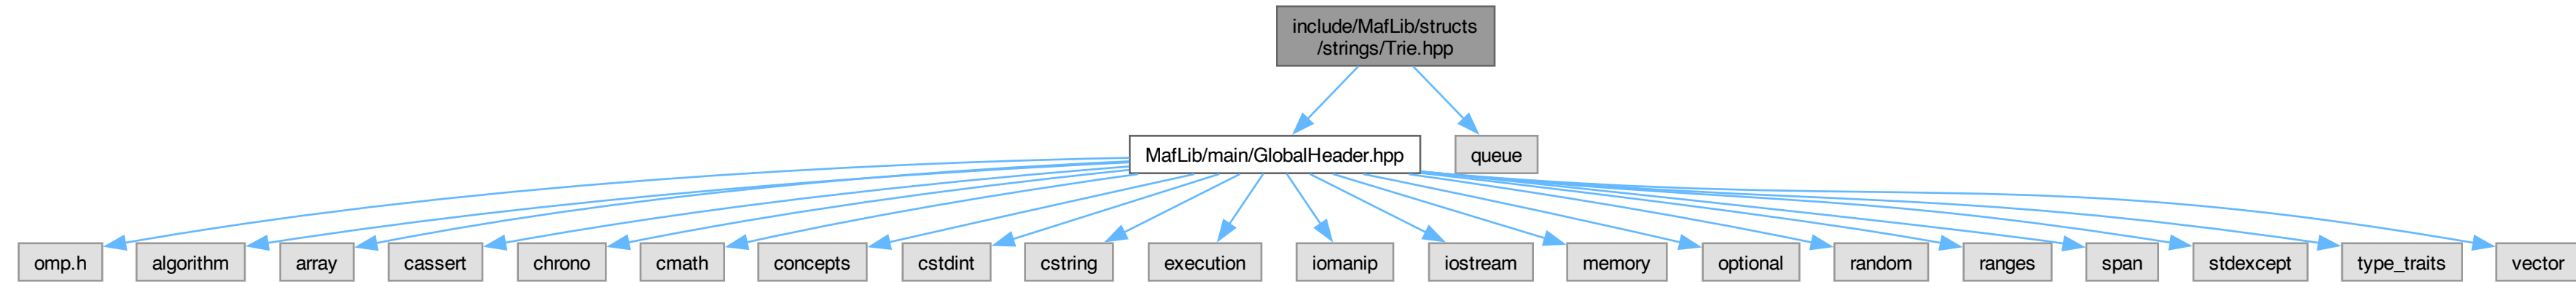 include/MafLib/structs
/strings/Trie.hpp
MafLib/main/GlobalHeader.hpp
queue
omp.h
algorithm
array
cassert
chrono
cmath
concepts
cstdint
cstring
execution
iomanip
iostream
memory
optional
random
ranges
span
stdexcept
type_traits
vector